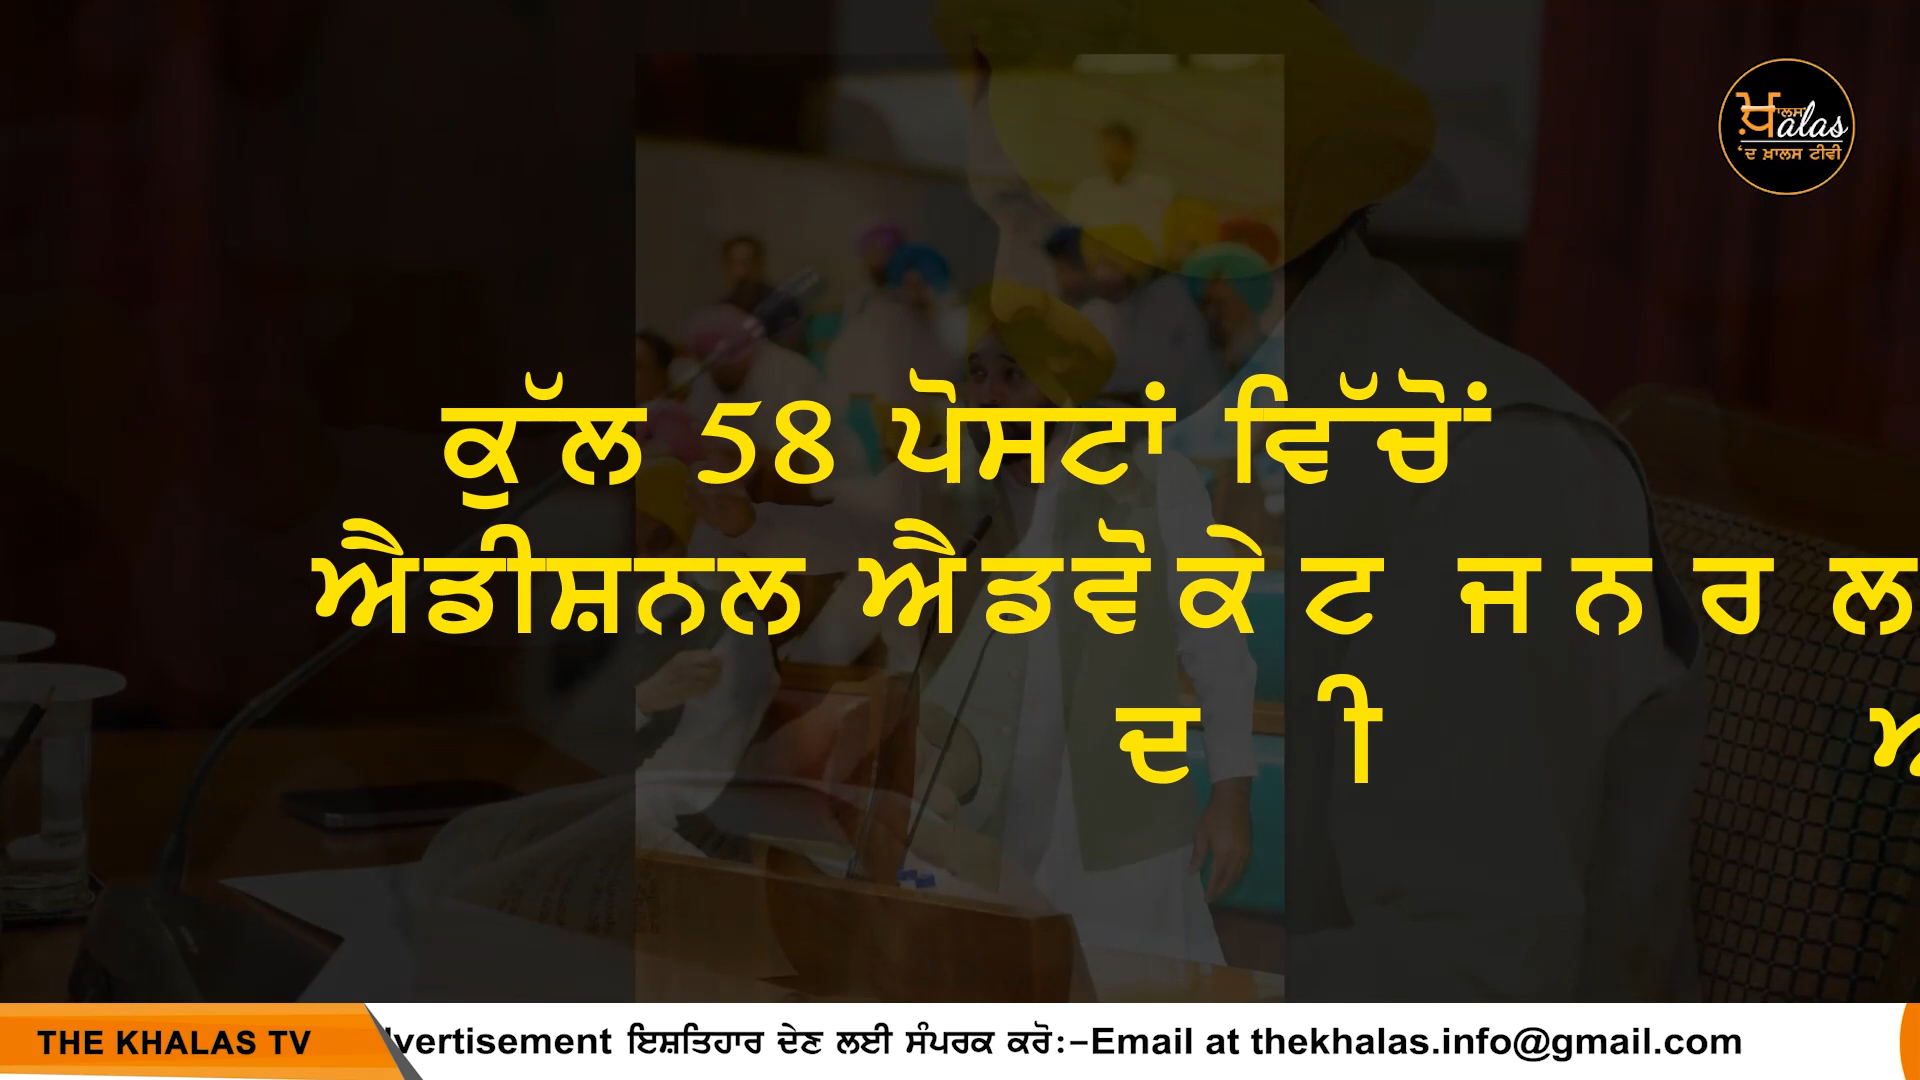 ਖ਼ਾਲਸ
alas
'ਦ ਖ਼ਾਲਸ ਟੀਵੀ
ਕੁੱਲ 58 ਪੋਸਟਾਂ ਵਿੱਚੋਂ
ਐਡੀਸ਼ਨਲ ਐਡਵੋਕੇਟ ਜਨਰਲ
ਦੀ
THE KHALAS TV
vertisement ਇਸ਼ਤਿਹਾਰ ਦੇਣ ਲਈ ਸੰਪਰਕ ਕਰੋ:-Email at thekhalas.info@gmail.com